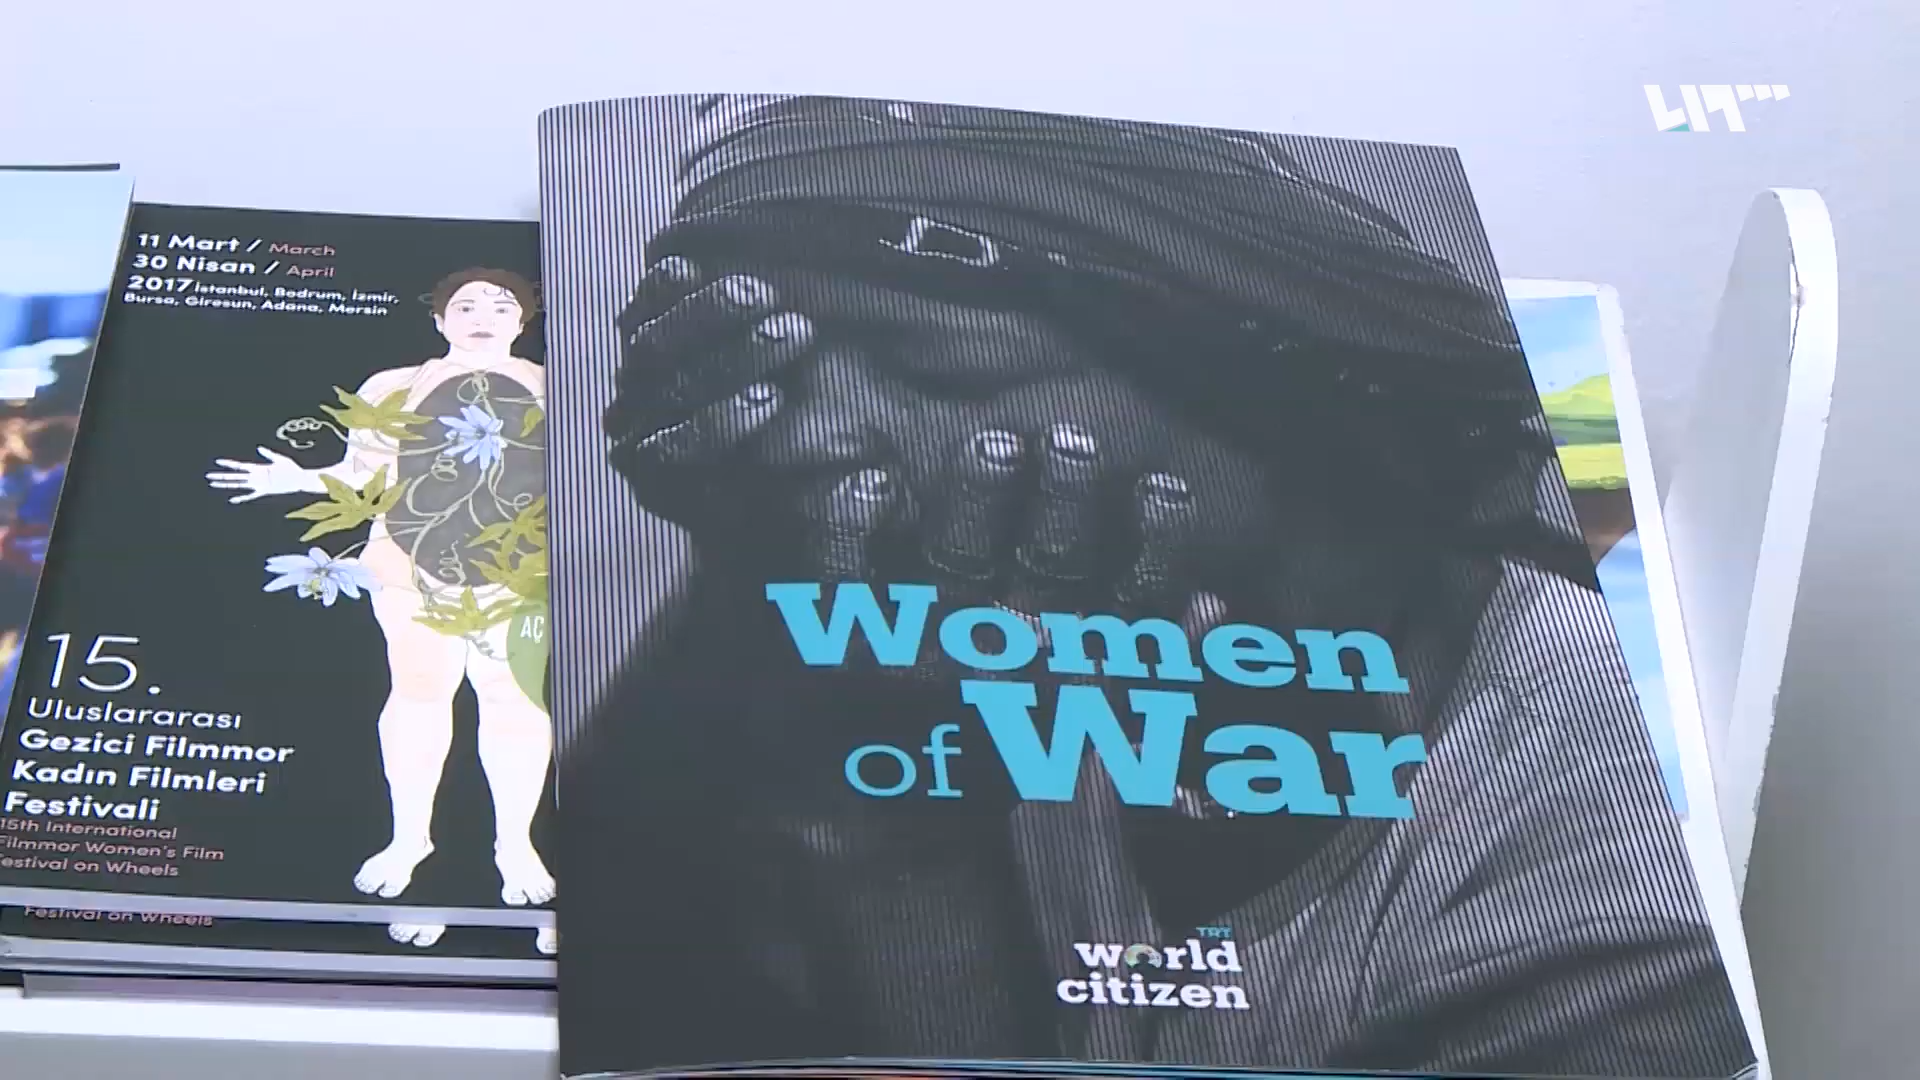 11 Mart / March
30 Nisan / April
2017 İstanbul, Bodrum, İzmir,
Bursa, Giresun, Adana, Mersin
15.
Uluslararası
Gezici Filmmor
Kadın Filmleri
Festivali
15th International
Filmmor Women's Film
Festival on Wheels
Festival on Wheels
AÇ
Women
of War
TRT
world
citizen